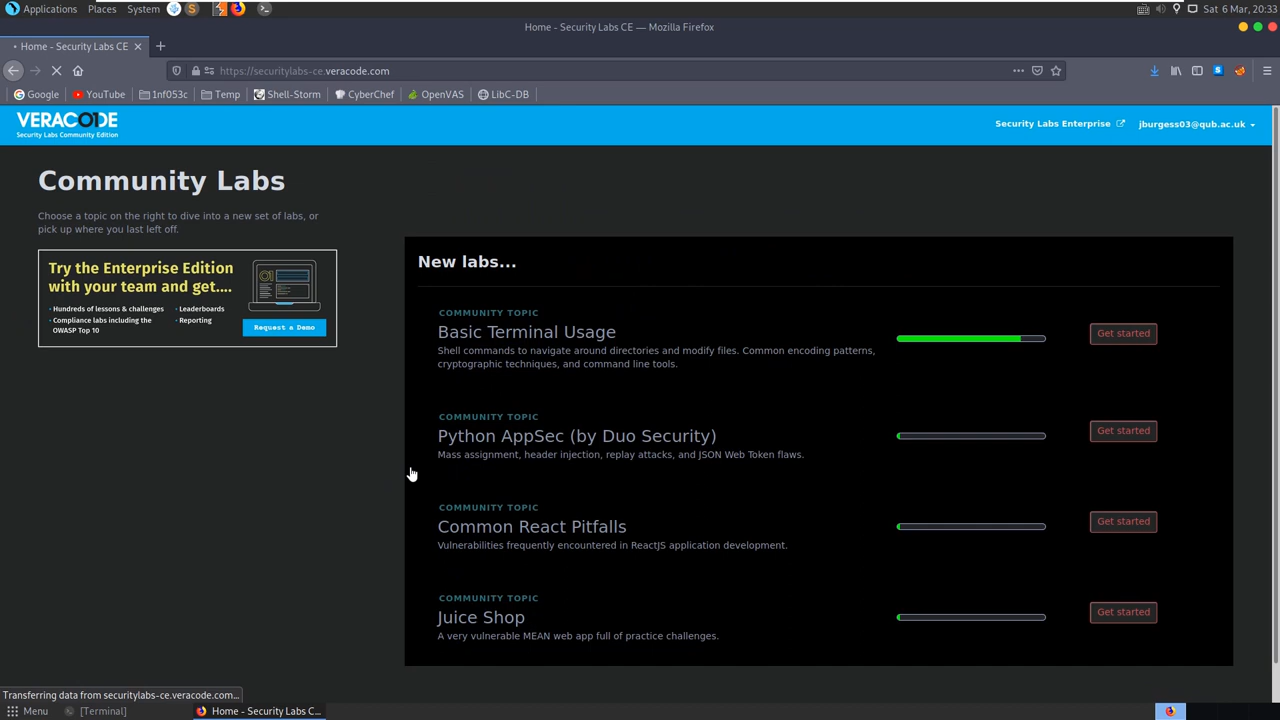 Applications Places System Sat 6 Mar, 20:33
Home - Security Labs CE — Mozilla Firefox
Home - Security Labs CE
https://securitylabs-ce.veracode.com
Google YouTube 1nf053c Temp Shell-Storm CyberChef OpenVAS LibC-DB
VERACODE
Security Labs Community Edition
Security Labs Enterprise jburgess03@qub.ac.uk
Community Labs
Choose a topic on the right to dive into a new set of labs, or
pick up where you last left off.
Try the Enterprise Edition
with your team and get....
• Hundreds of lessons & challenges • Leaderboards
• Compliance labs including the • Reporting
OWASP Top 10
Request a Demo
New labs...
COMMUNITY TOPIC
Basic Terminal Usage
Get started
Shell commands to navigate around directories and modify files. Common encoding patterns,
cryptographic techniques, and command line tools.
COMMUNITY TOPIC
Python AppSec (by Duo Security)
Get started
Mass assignment, header injection, replay attacks, and JSON Web Token flaws.
COMMUNITY TOPIC
Common React Pitfalls
Get started
Vulnerabilities frequently encountered in ReactJS application development.
COMMUNITY TOPIC
Juice Shop
Get started
A very vulnerable MEAN web app full of practice challenges.
Transferring data from securitylabs-ce.veracode.com...
Menu [Terminal] Home - Security Labs C...